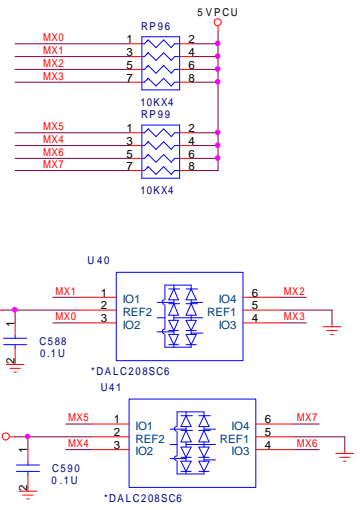 5VPCU
RP96
MX0 1 2
MX1 3 4
MX2 5 6
MX3 7 8
10KX4
RP99
MX5 1 2
MX4 3 4
MX6 5 6
MX7 7 8
10KX4
U40
MX1 1 IO1 IO4 6 MX2
2 REF2 REF1 5
MX0 3 IO2 IO3 4 MX3
1
C588
0.1U
2
*DALC208SC6
U41
MX5 1 IO1 IO4 6 MX7
2 REF2 REF1 5
MX4 3 IO2 IO3 4 MX6
1
C590
0.1U
2
*DALC208SC6